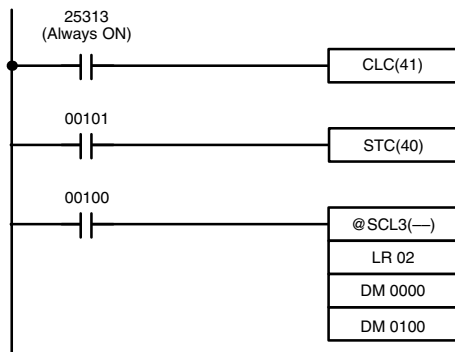 25313
(Always ON)
CLC(41)
00101
STC(40)
00100
@SCL3(—)
LR 02
DM 0000
DM 0100